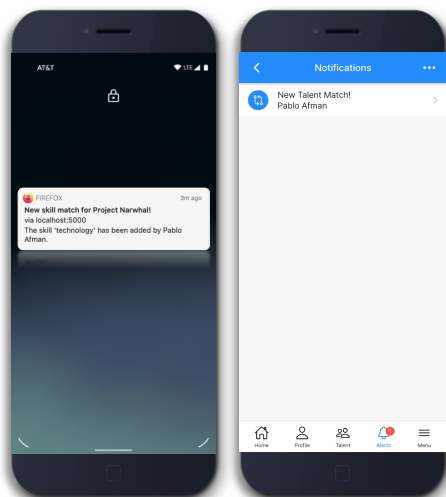 AT&T
LTE
FIREFOX
3m ago
New skill match for Project Narwhal!
via localhost:5000
The skill 'technology' has been added by Pablo
Afman.
Notifications
New Talent Match!
Pablo Afman
1
Home
Profile
Talent
Alerts
Menu